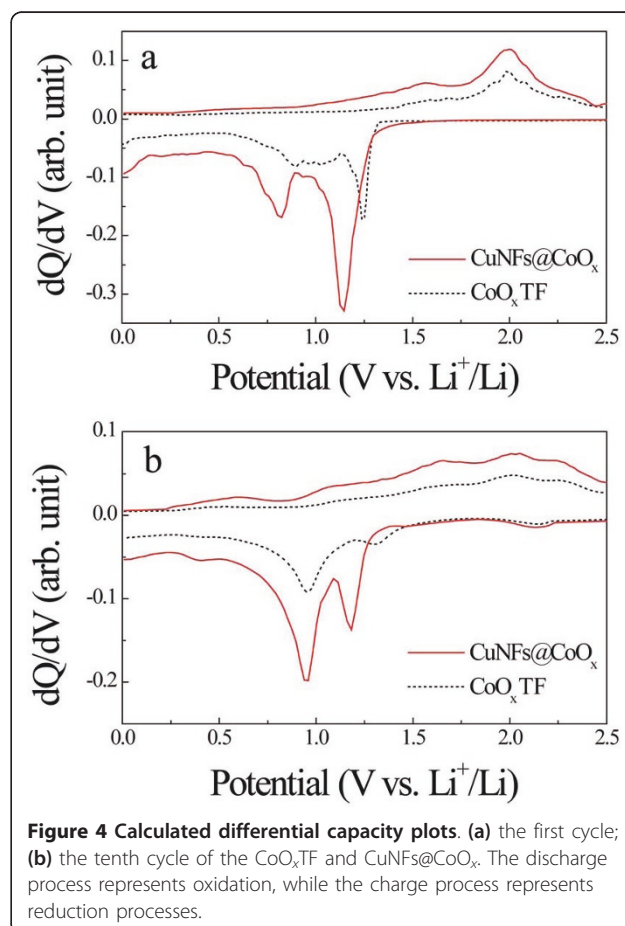 a
0.1
0.0
-0.1
-0.2
-0.3
dQ/dV (arb. unit)
CuNFs@CoOₓ
CoOₓTF
0.0 0.5 1.0 1.5 2.0 2.5
Potential (V vs. Li⁺/Li)
b
0.1
0.0
-0.1
-0.2
dQ/dV (arb. unit)
CuNFs@CoOₓ
CoOₓTF
0.0 0.5 1.0 1.5 2.0 2.5
Potential (V vs. Li⁺/Li)
Figure 4 Calculated differential capacity plots. (a) the first cycle;
(b) the tenth cycle of the CoOₓTF and CuNFs@CoOₓ. The discharge
process represents oxidation, while the charge process represents
reduction processes.